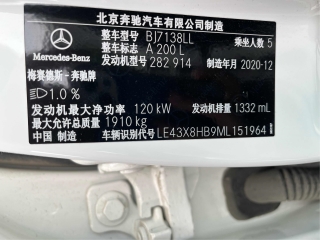 北京奔驰汽车有限公司制造
整车型号 BJ7138LL 乘坐人数 5
整车型号 A 200 L
发动机型号 282 914 制造年月 2020-12
Mercedes-Benz
梅赛德斯-奔驰牌
1.0 %
发动机最大净功率 120 kW 发动机排量 1332 mL
最大允许总质量 1910 kg
中国 制造 车辆识别代号 LE43X8HB9ML151964